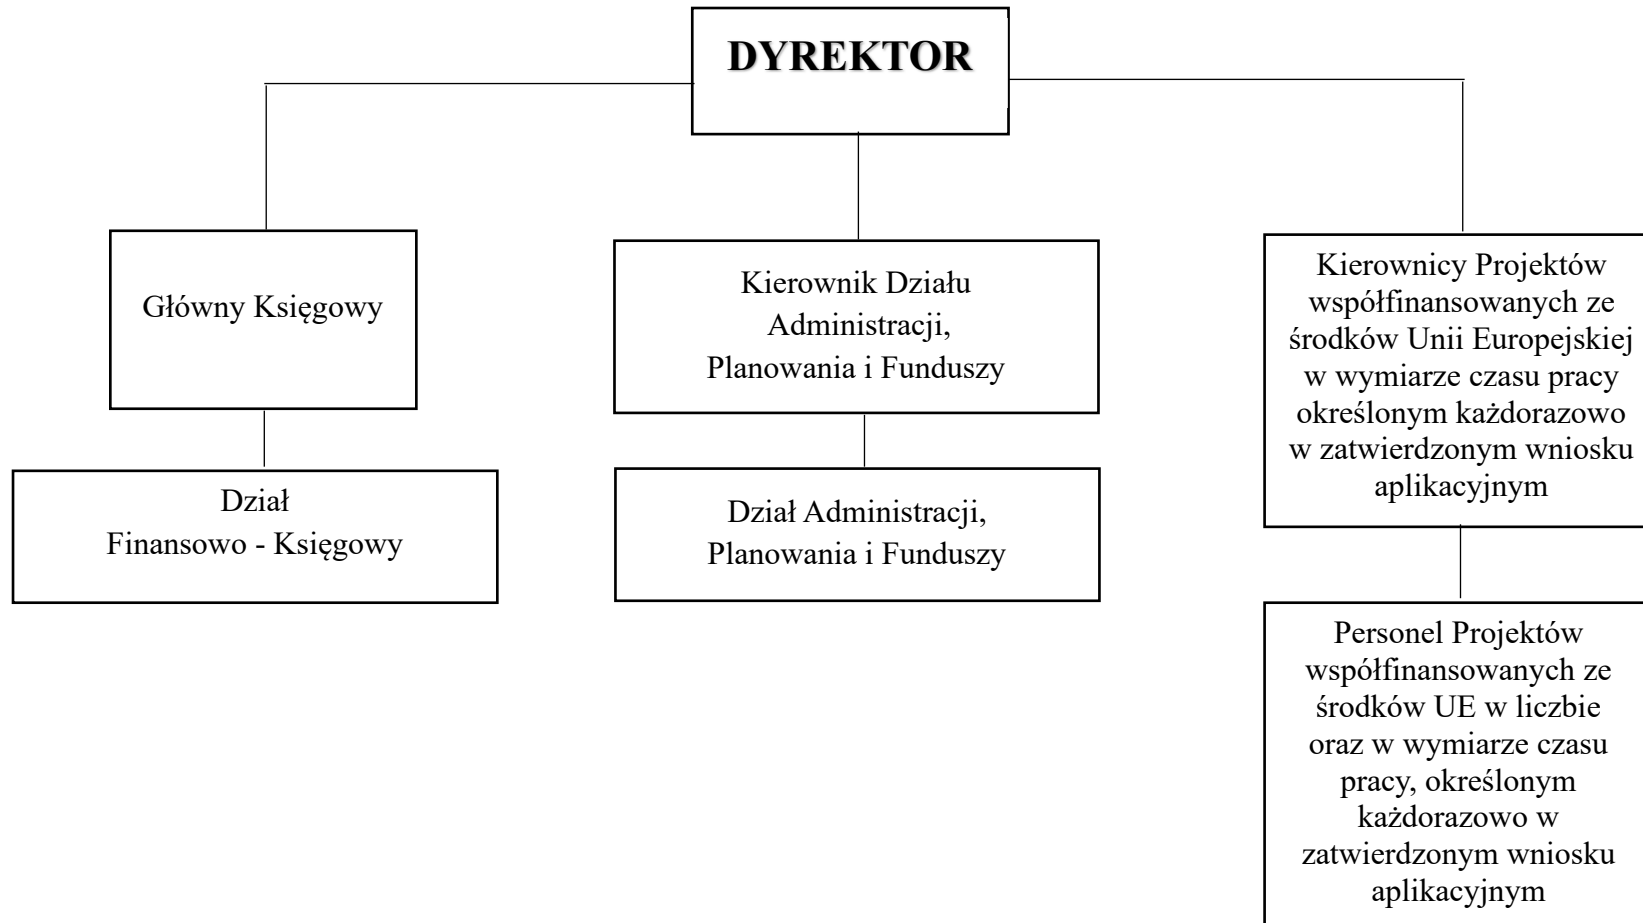 DYREKTOR
Główny Księgowy
Kierownik Działu
Administracji,
Planowania i Funduszy
Kierownicy Projektów
współfinansowanych ze
środków Unii Europejskiej
w wymiarze czasu pracy
określonym każdorazowo
w zatwierdzonym wniosku
aplikacyjnym
Dział
Finansowo - Księgowy
Dział Administracji,
Planowania i Funduszy
Personel Projektów
współfinansowanych ze
środków UE w liczbie
oraz w wymiarze czasu
pracy, określonym
każdorazowo w
zatwierdzonym wniosku
aplikacyjnym